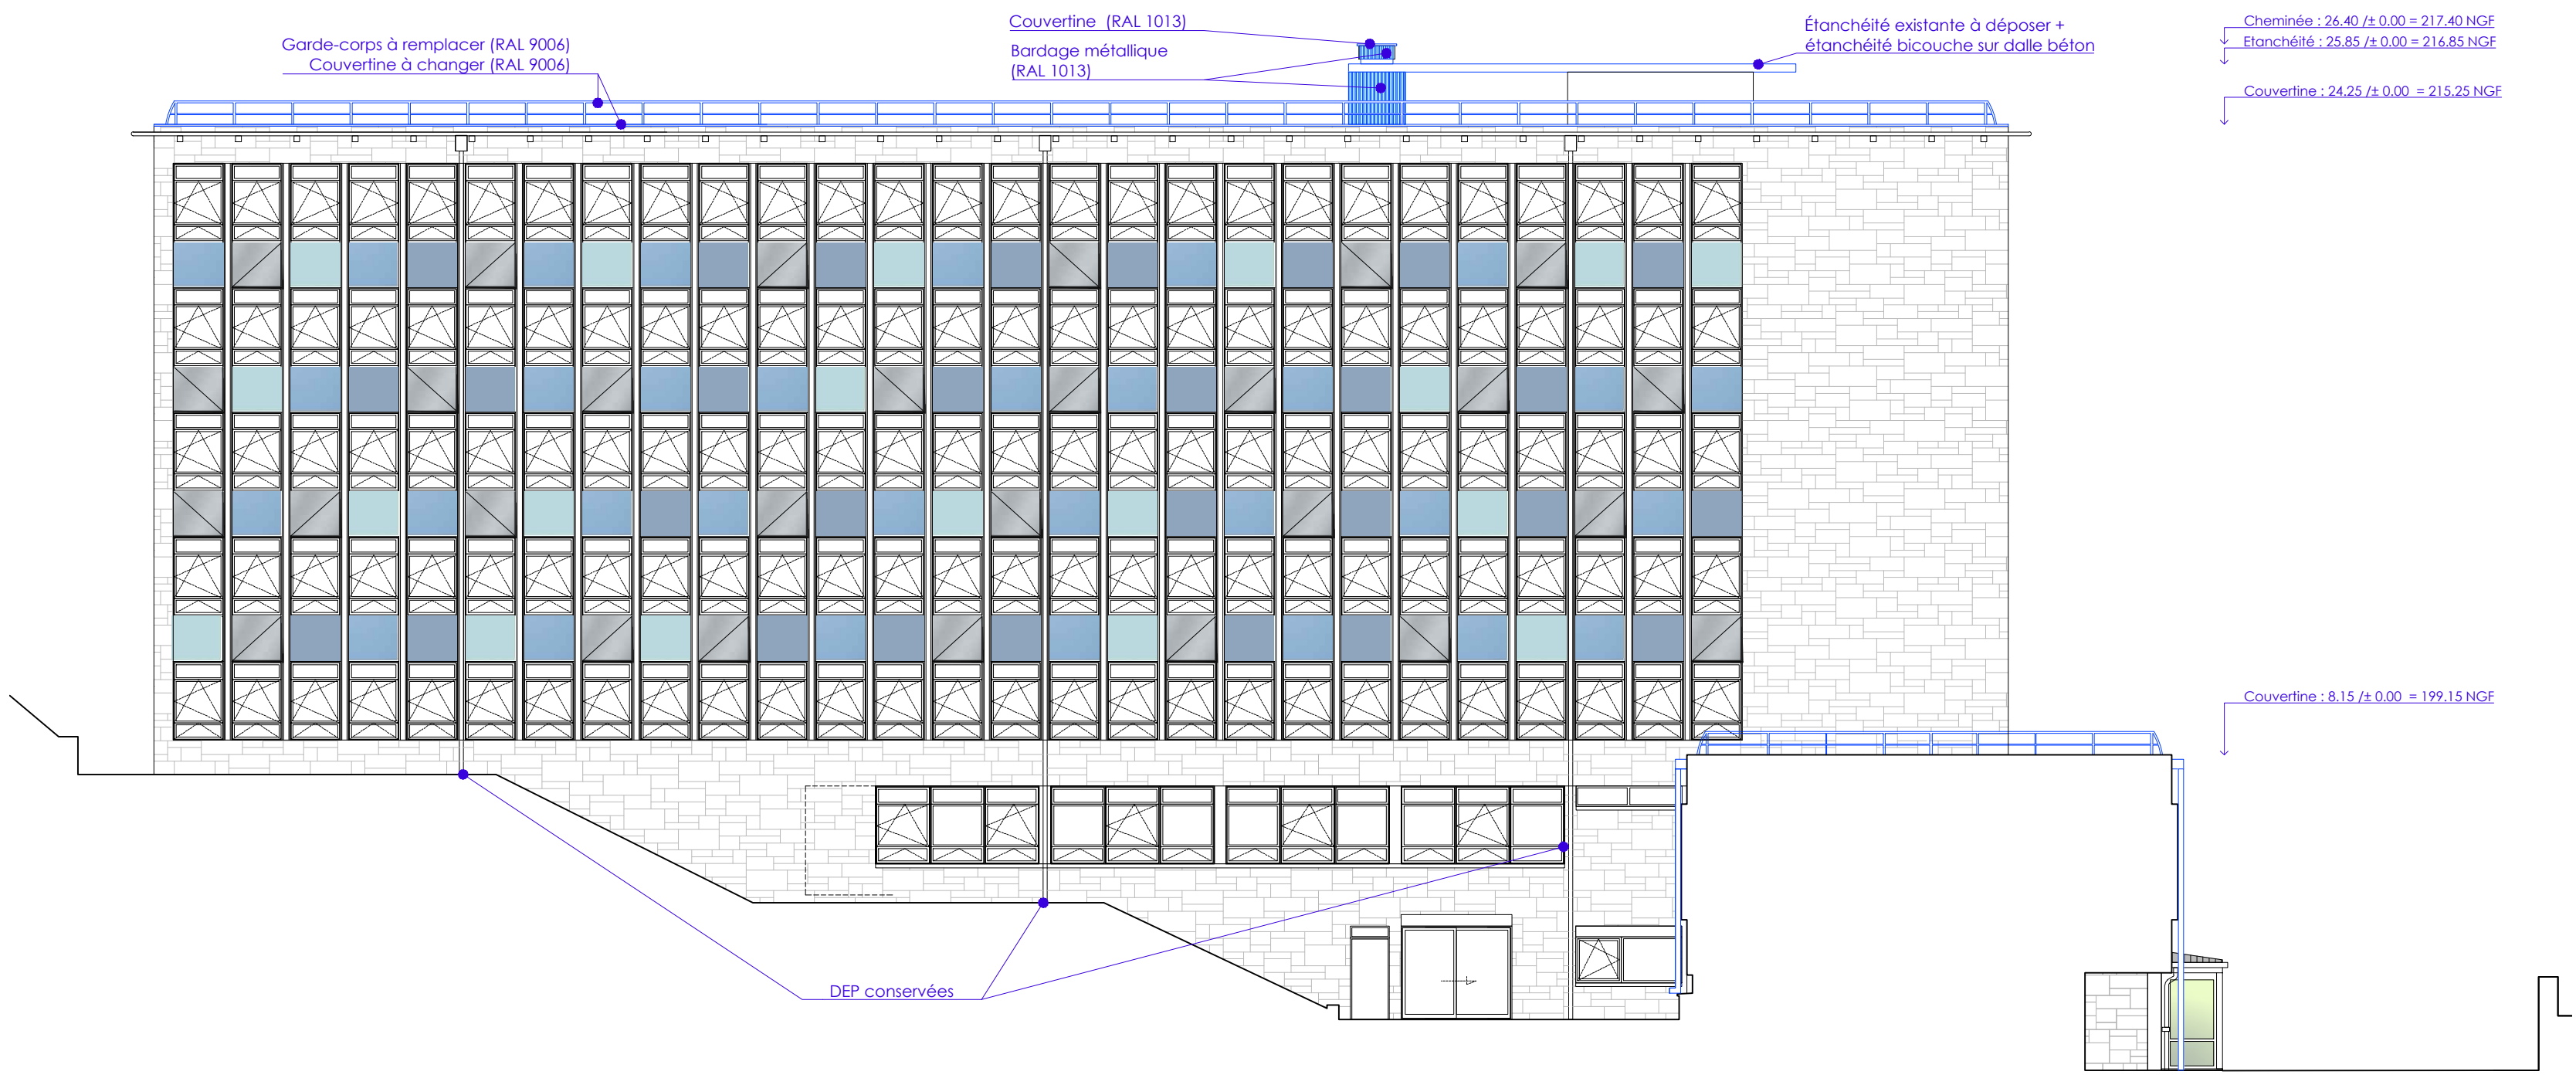 Garde-corps à remplacer (RAL 9006)
Couvertine à changer (RAL 9006)
Couvertine (RAL 1013)
Bardage métallique
(RAL 1013)
Étanchéité existante à déposer +
étanchéité bicouche sur dalle béton
Cheminée : 26.40 /± 0.00 = 217.40 NGF
Etanchéité : 25.85 /± 0.00 = 216.85 NGF
Couvertine : 24.25 /± 0.00 = 215.25 NGF
Couvertine : 8.15 /± 0.00 = 199.15 NGF
DEP conservées